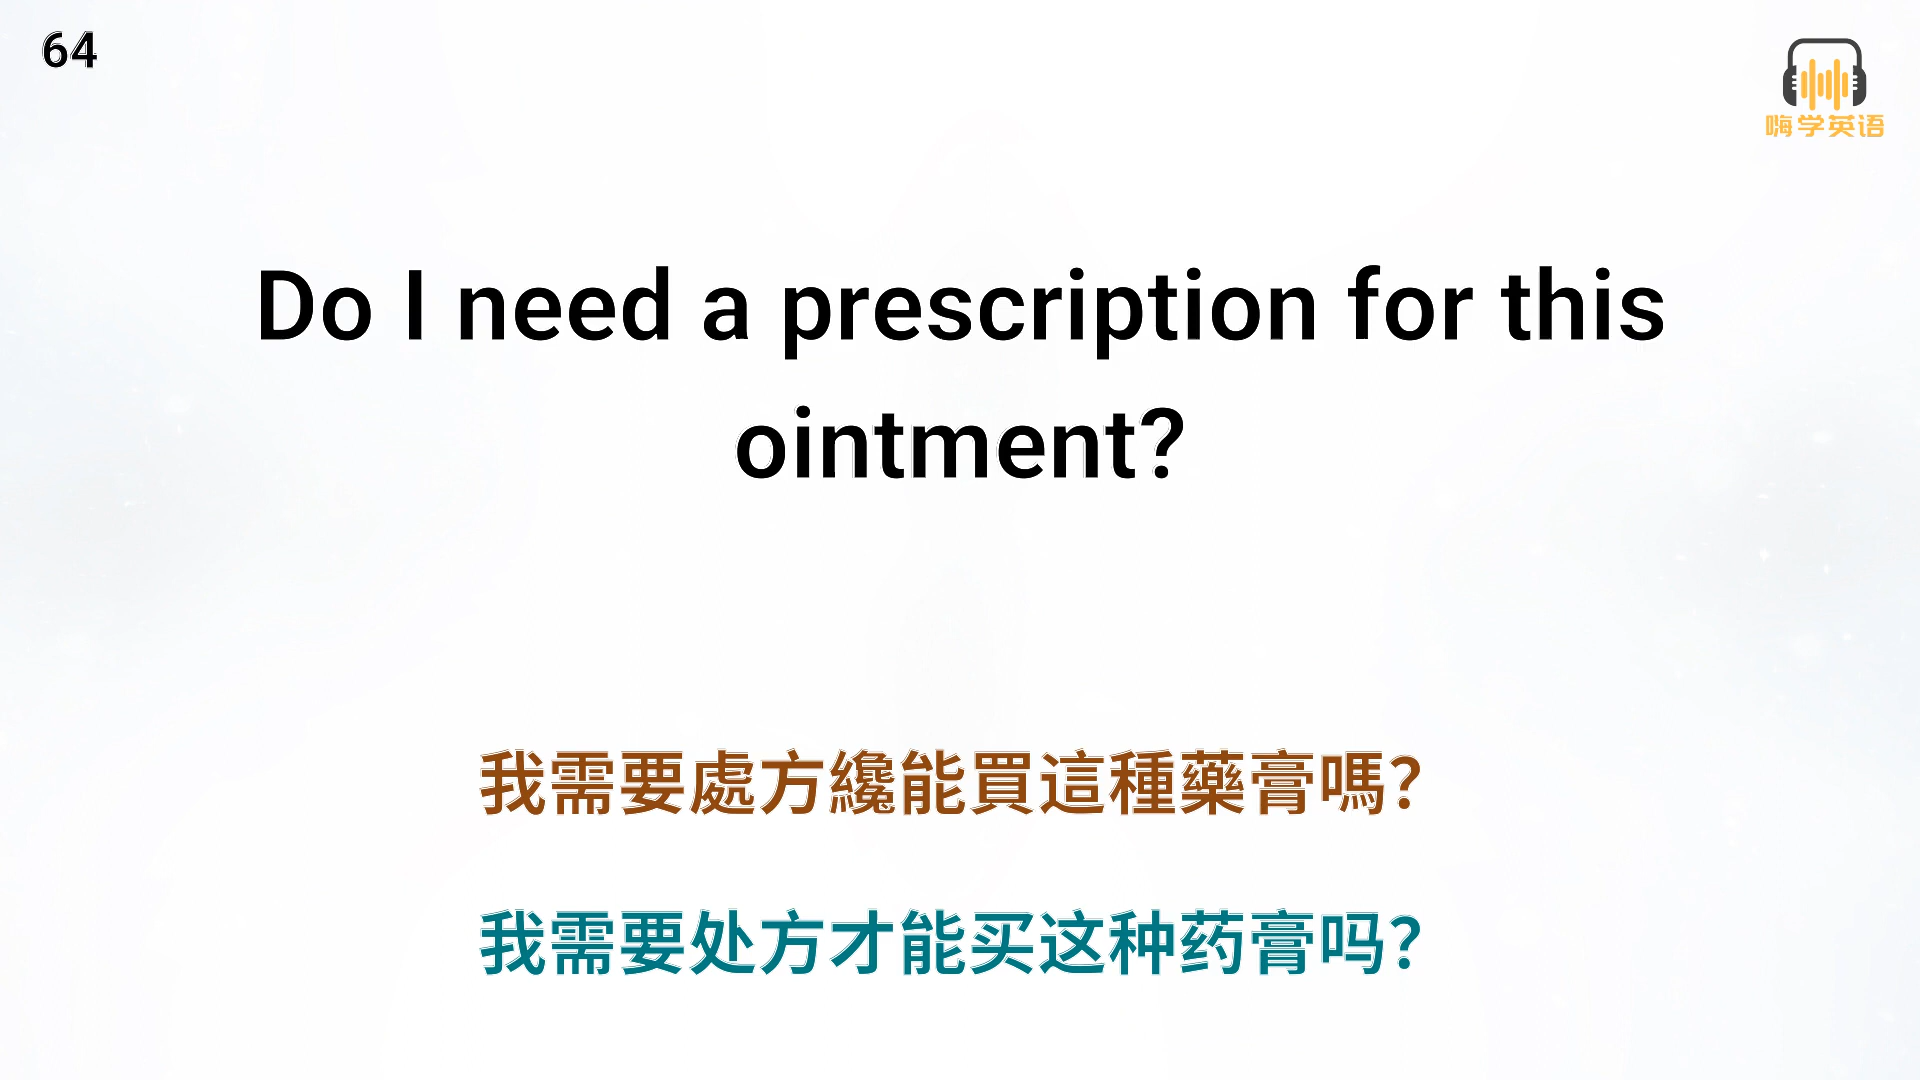 64
嗨学英语
Do I need a prescription for this
ointment?
我需要處方纔能買這種藥膏嗎?
我需要处方才能买这种药膏吗?